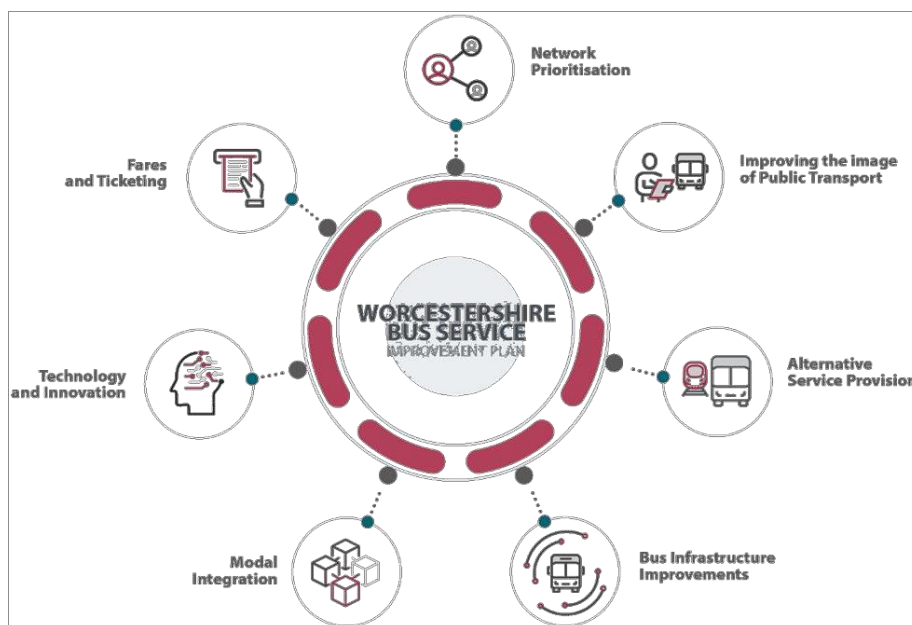 Network
Prioritisation
Fares
and Ticketing
Improving the image
of Public Transport
WORCESTERSHIRE
BUS SERVICE
IMPROVEMENT PLAN
Technology
and Innovation
Alternative
Service Provision
Modal
Integration
Bus Infrastructure
Improvements